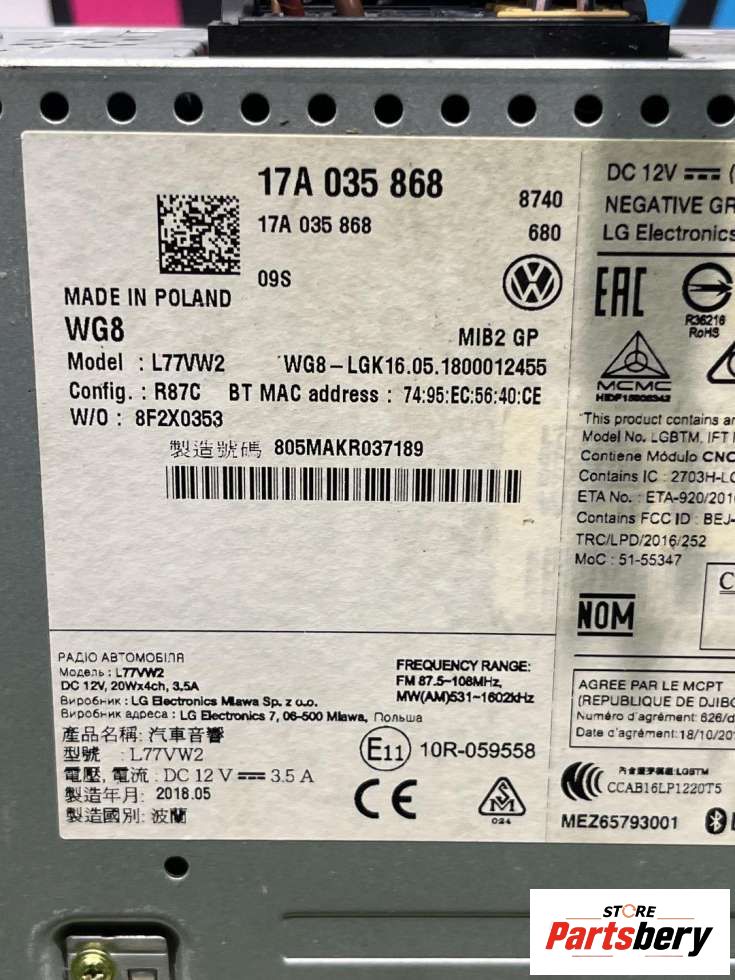 17A 035 868
17A 035 868
8740
680
09S
MADE IN POLAND
WG8
MIB2 GP
Model : L77VW2
WG8-LGK16.05.1800012455
Config. : R87C BT MAC address : 74:95:EC:56:40:CE
W/O : 8F2X0353
製造號碼 805MAKR037189
РАДІО АВТОМОБІЛЯ
Модель : L77VW2
DC 12V, 20Wx4ch, 3.5A
Виробник : LG Electronics Mlawa Sp. z o.o.
Виробник адреса : LG Electronics 7, 06-500 Mlawa, Польша
FREQUENCY RANGE:
FM 87.5~108MHz,
MW(AM)531~1602kHz
產品名稱: 汽車音響
型號 : L77VW2
電壓, 電流 : DC 12 V 3.5 A
製造年月: 2018.05
製造國別: 波蘭
E11 10R-059558
CE
SM
024
DC 12V
NEGATIVE GR
LG Electronics
EAC
R36216
RoHS
MCMC
"This product contains
Model No. LGBTM, IFT
Contiene Módulo CNC
Contains IC : 2703H-L
ETA No. : ETA-920/201
Contains FCC ID : BEJ-
TRC/LPD/2016/252
MoC : 51-55347
NOM
AGREE PAR LE MCPT
(REPUBLIQUE DE DJIB
Numéro d'agrément: 626/
Date d'agrément:18/10/20
CCAB16LP1220T5
MEZ65793001
STORE
Partsbery